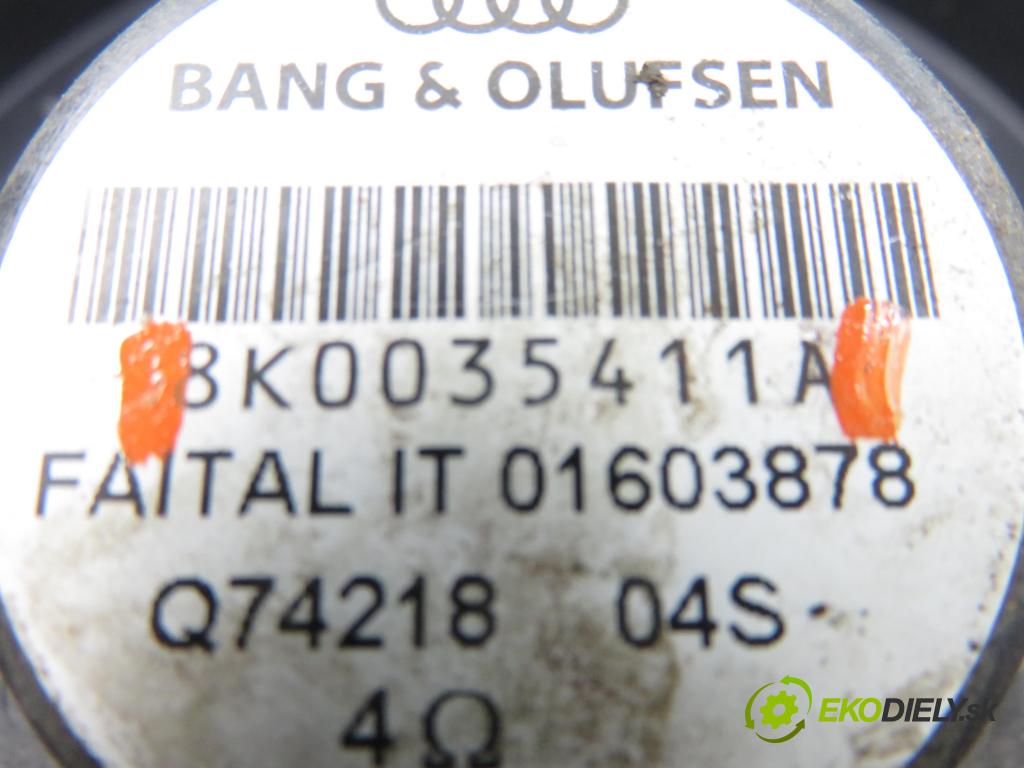 BANG & OLUFSEN
8K0035411A
FAITAL IT 01603878
Q74218 04S-
4Ω
EKODIELY.sk